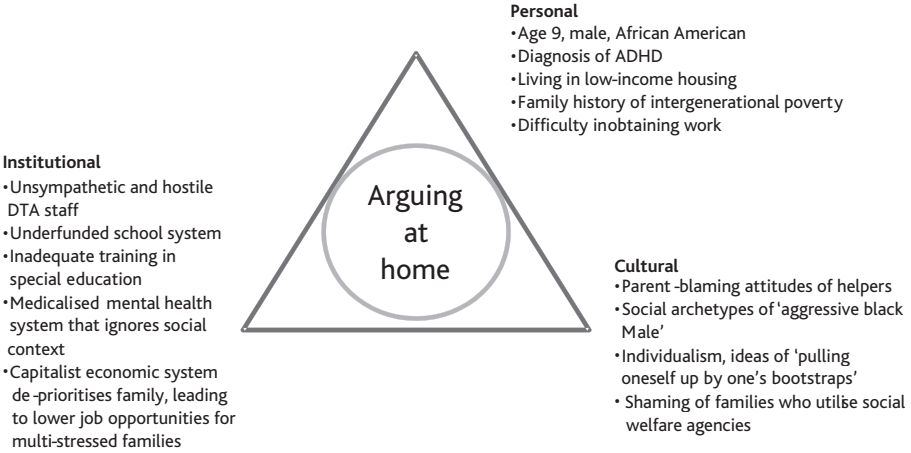 Personal
•Age 9, male, African American
•Diagnosis of ADHD
•Living in low-income housing
•Family history of intergenerational poverty
•Difficulty inobtaining work
Institutional
•Unsympathetic and hostile
DTA staff
•Underfunded school system
•Inadequate training in
special education
•Medicalised mental health
system that ignores social
context
•Capitalist economic system
de-prioritises family, leading
to lower job opportunities for
multi-stressed families
Arguing
at
home
Cultural
•Parent-blaming attitudes of helpers
•Social archetypes of 'aggressive black
Male'
•Individualism, ideas of 'pulling
oneself up by one's bootstraps'
• Shaming of families who utilise social
welfare agencies